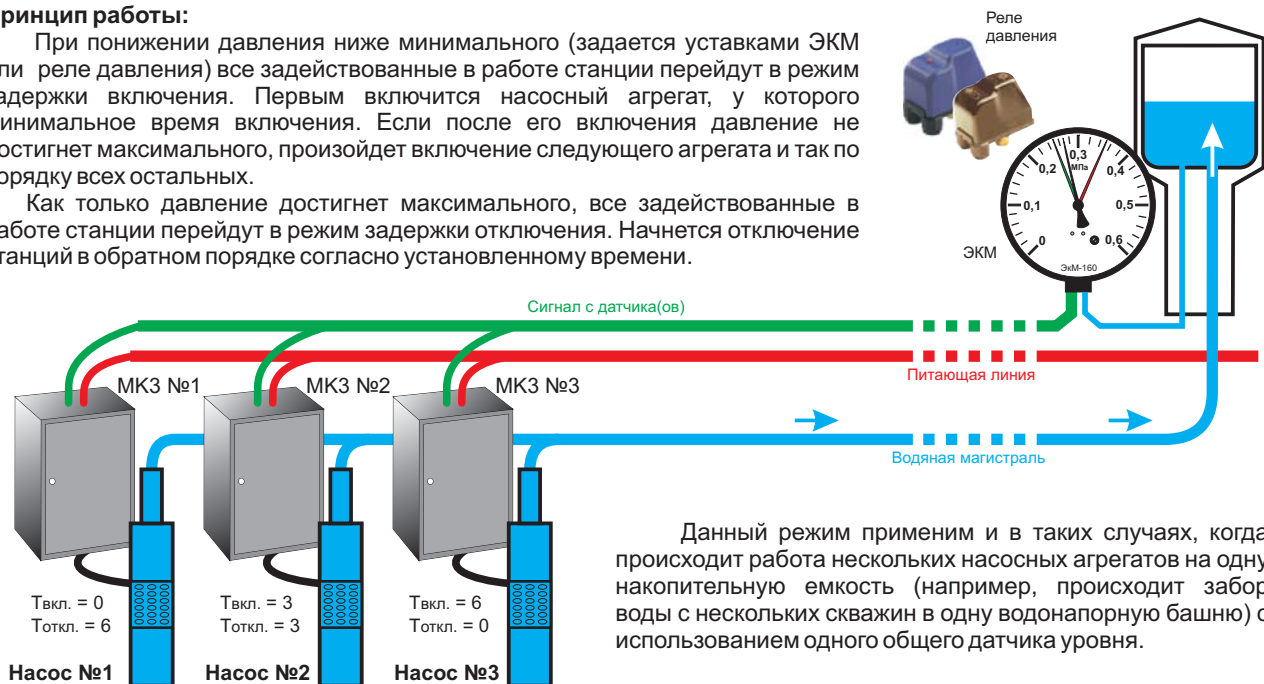 ринцип работы:
При понижении давления ниже минимального (задается уставками ЭКМ
ли реле давления) все задействованные в работе станции перейдут в режим
адержки включения. Первым включится насосный агрегат, у которого
инимальное время включения. Если после его включения давление не
остигнет максимального, произойдет включение следующего агрегата и так по
орядку всех остальных.
Как только давление достигнет максимального, все задействованные в
аботе станции перейдут в режим задержки отключения. Начнется отключение
танций в обратном порядке согласно установленному времени.
Реле
давления
0,3
МПа
0,2
0,4
0,1
0,5
0
0,6
ЭкМ-160
ЭКМ
Сигнал с датчика(ов)
Питающая линия
МК3 №1
МК3 №2
МК3 №3
Водяная магистраль
Данный режим применим и в таких случаях, когда
происходит работа нескольких насосных агрегатов на одну
накопительную емкость (например, происходит забор
воды с нескольких скважин в одну водонапорную башню) с
использованием одного общего датчика уровня.
Твкл. = 0
Тоткл. = 6
Насос №1
Твкл. = 3
Тоткл. = 3
Насос №2
Твкл. = 6
Тоткл. = 0
Насос №3